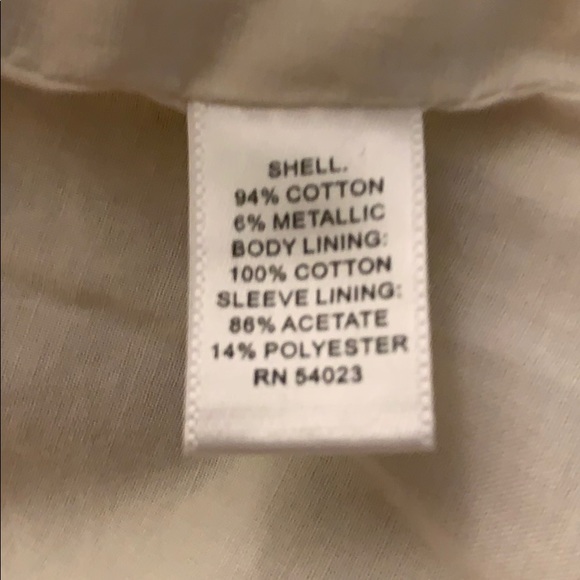 SHELL:
94% COTTON
6% METALLIC
BODY LINING:
100% COTTON
SLEEVE LINING:
86% ACETATE
14% POLYESTER
RN 54023